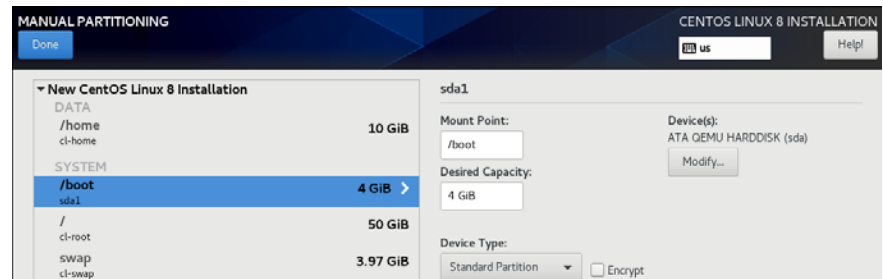 MANUAL PARTITIONING
CENTOS LINUX 8 INSTALLATION
Done
us
Help!
New CentOS Linux 8 Installation
DATA
/home
10 GiB
cl-home
SYSTEM
/boot
4 GiB
sda1
/
50 GiB
cl-root
swap
3.97 GiB
cl-swap
sda1
Mount Point:
/boot
Desired Capacity:
4 GiB
Device(s):
ATA QEMU HARDDISK (sda)
Modify...
Device Type:
Standard Partition
Encrypt